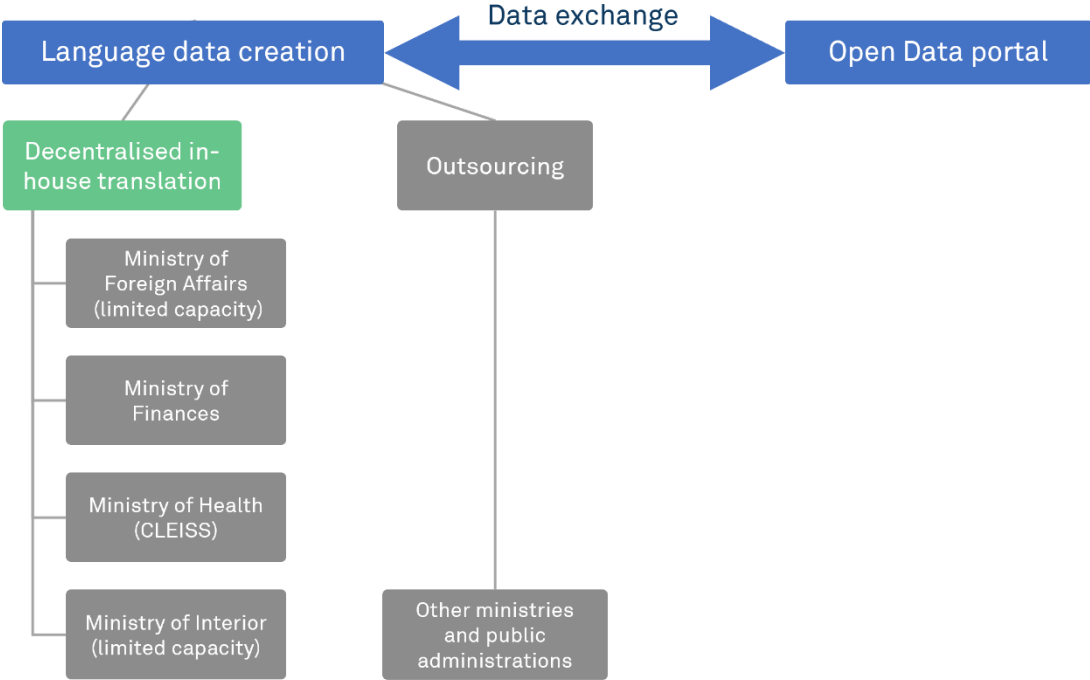 Data exchange
Language data creation
Open Data portal
Decentralised in-
house translation
Outsourcing
Ministry of
Foreign Affairs
(limited capacity)
Ministry of
Finances
Ministry of Health
(CLEISS)
Ministry of Interior
(limited capacity)
Other ministries
and public
administrations